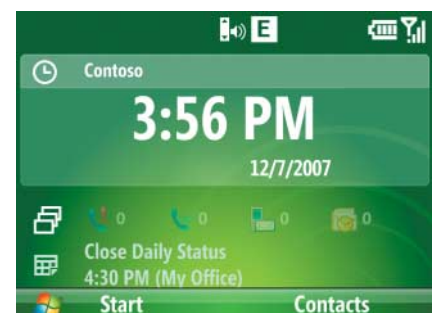 E
Contoso
3:56 PM
12/7/2007
0 0 0 0
Close Daily Status
4:30 PM (My Office)
Start Contacts